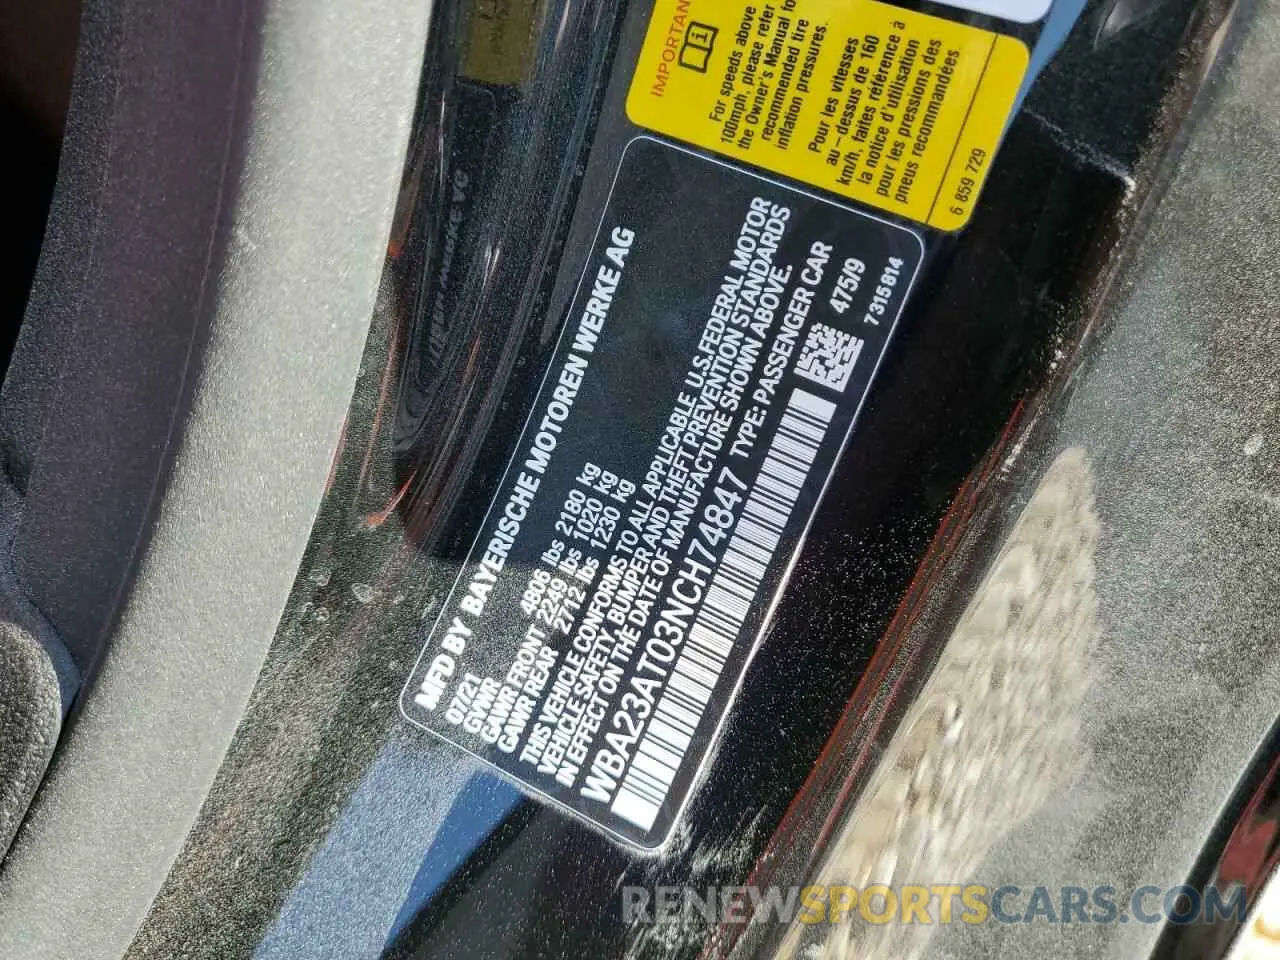 IMPORTAN
For speeds above
100mph, please refer
the Owner's Manual fo
recommended tire
inflation pressures.
Pour les vitesses
au-dessus de 160
km/h, faites référence à
la notice d'utilisation
pour les pressions des
pneus recommandées
6 859 729
MFD BY BAYERISCHE MOTOREN WERKE AG
07/21
GVWR 4806 lbs 2180 kg
GAWR FRONT 2249 lbs 1020 kg
GAWR REAR 2712 lbs 1230 kg
THIS VEHICLE CONFORMS TO ALL APPLICABLE U.S.FEDERAL MOTOR
VEHICLE SAFETY, BUMPER AND THEFT PREVENTION STANDARDS
IN EFFECT ON THE DATE OF MANUFACTURE SHOWN ABOVE.
WBA23AT03NCH74847 TYPE: PASSENGER CAR
475/9
7315814
RENEWSPORTSCARS.COM